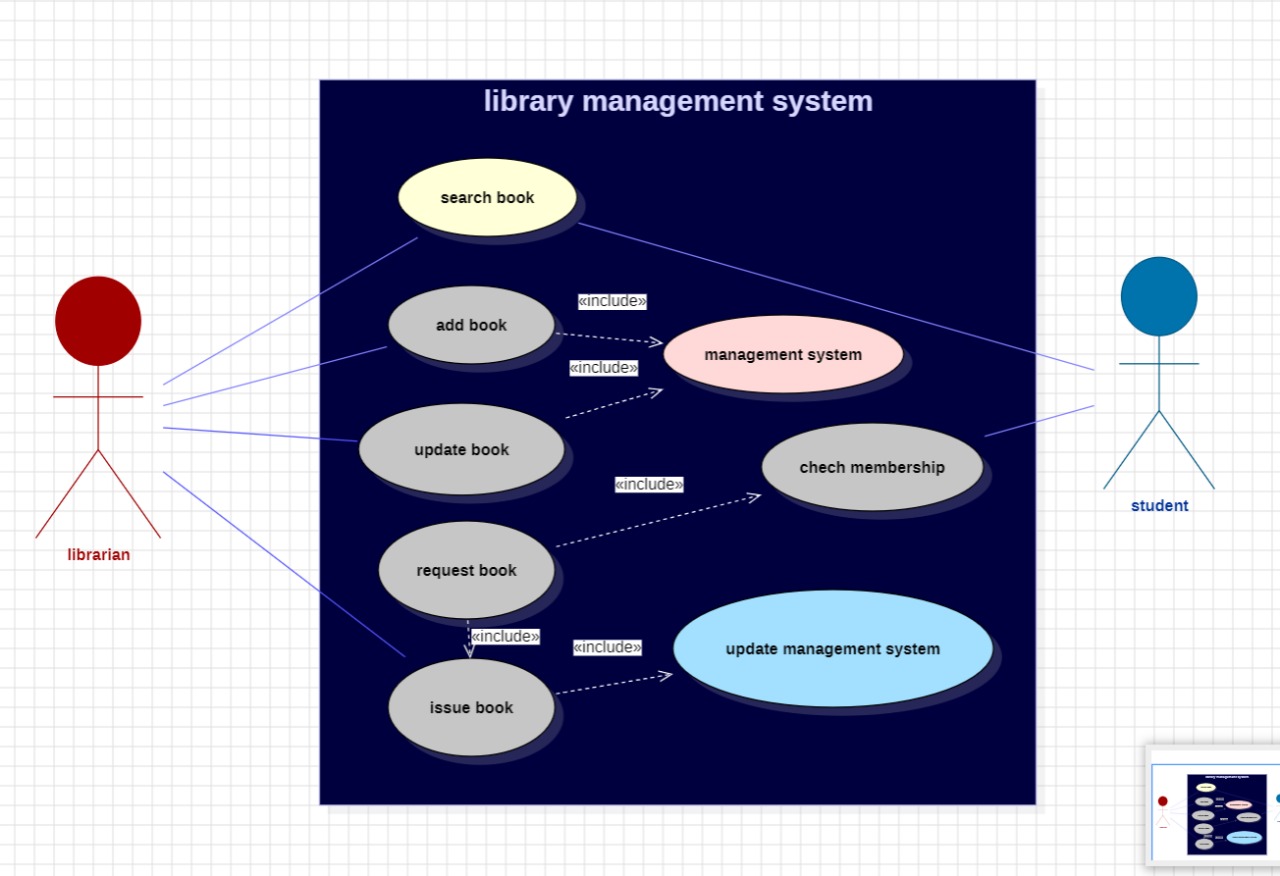 library management system
search book
add book
«include»
management system
«include»
update book
chech membership
«include»
student
librarian
request book
«include»
«include»
update management system
issue book